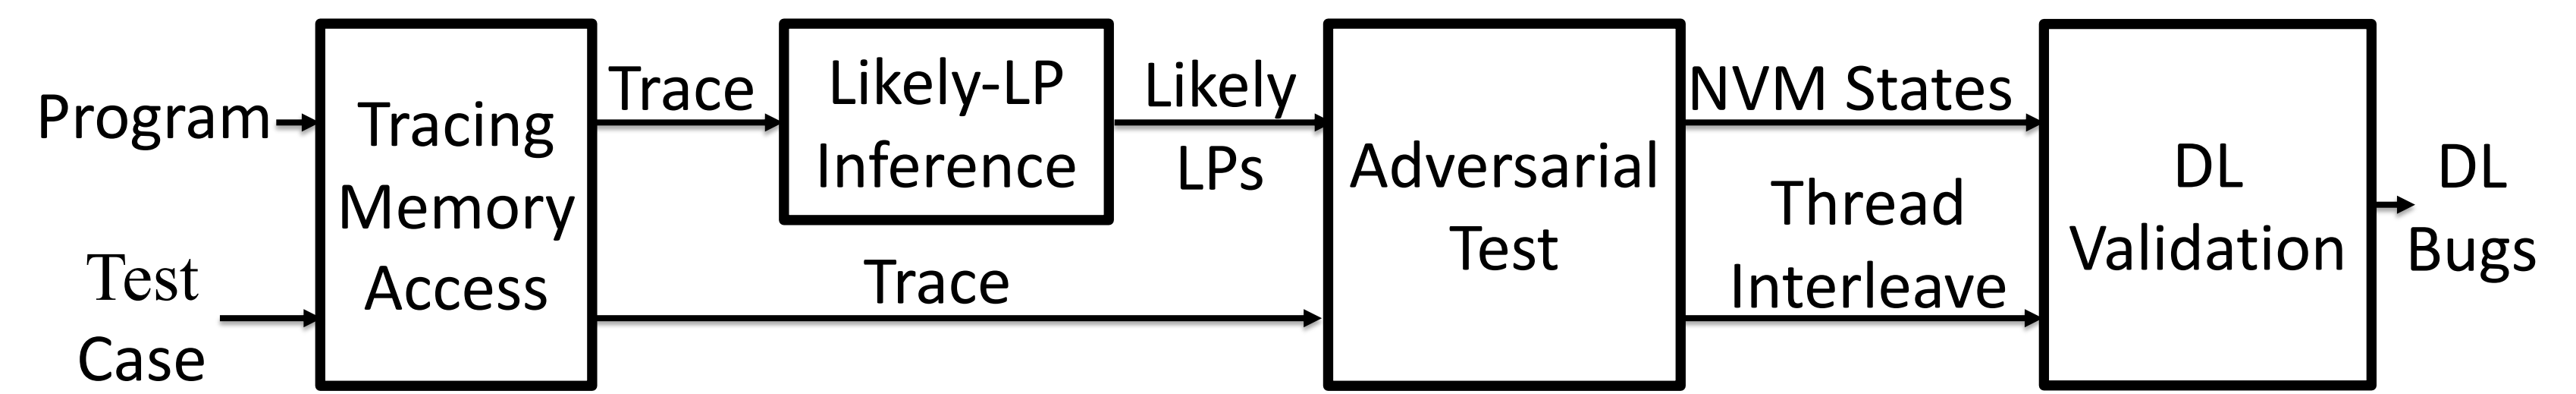 Program
Test
Case
Tracing
Memory
Access
Trace
Likely-LP
Inference
Likely
LPs
Trace
Adversarial
Test
NVM States
Thread
Interleave
DL
Validation
DL
Bugs